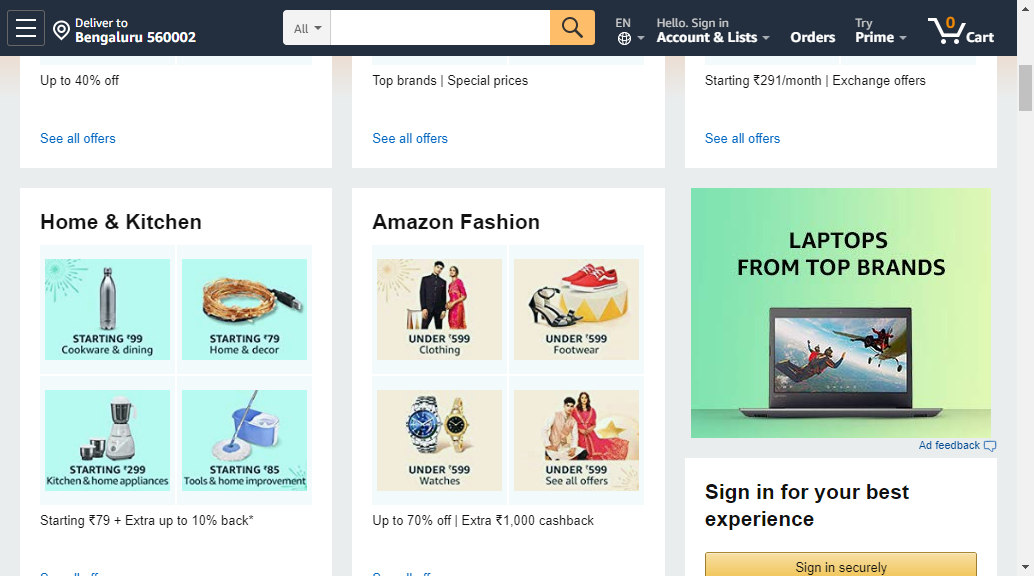 Deliver to
Bengaluru 560002
All
EN
Hello. Sign in
Account & Lists
Orders
Try
Prime
0
Cart
Up to 40% off
See all offers
Top brands | Special prices
See all offers
Starting ₹291/month | Exchange offers
See all offers
Home & Kitchen
STARTING ₹99
Cookware & dining
STARTING ₹79
Home & decor
STARTING ₹299
Kitchen & home appliances
STARTING ₹85
Tools & home improvement
Starting ₹79 + Extra up to 10% back*
Amazon Fashion
UNDER ₹599
Clothing
UNDER ₹599
Footwear
UNDER ₹599
Watches
UNDER ₹599
See all offers
Up to 70% off | Extra ₹1,000 cashback
LAPTOPS
FROM TOP BRANDS
Ad feedback
Sign in for your best
experience
Sign in securely